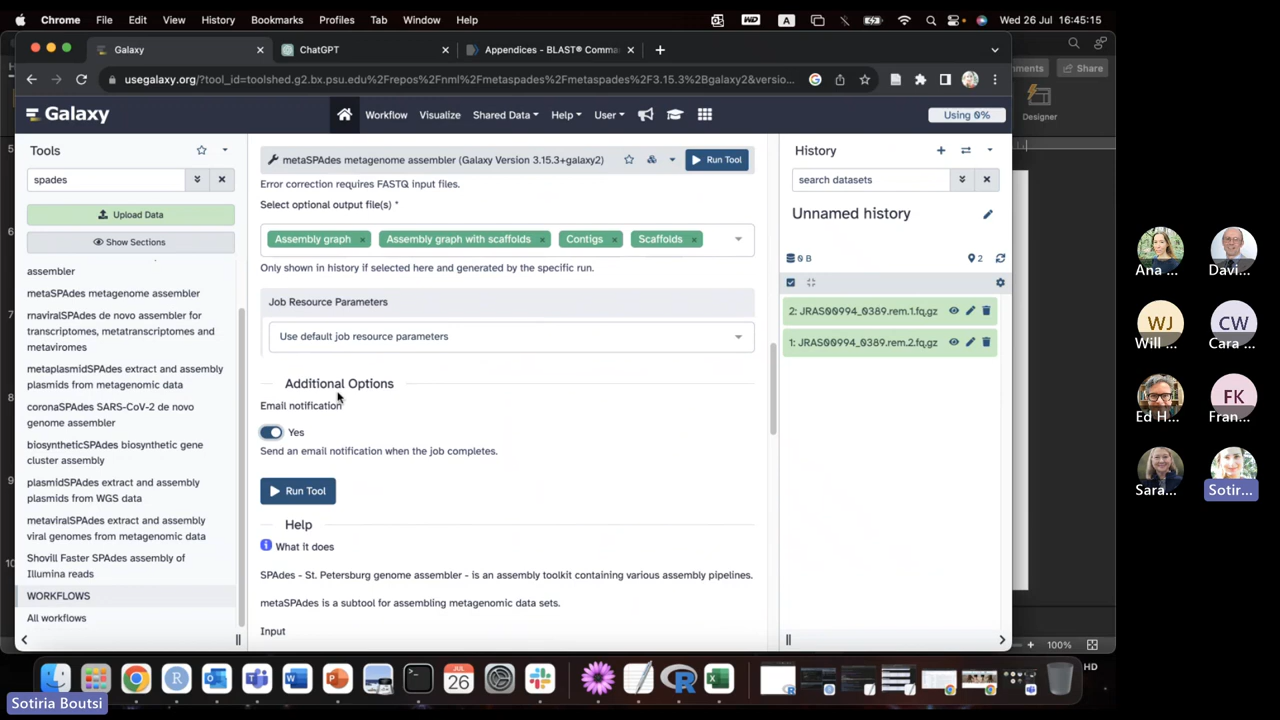 Chrome File Edit View History Bookmarks Profiles Tab Window Help WD A Wed 26 Jul 16:45:15
Galaxy ChatGPT Appendices - BLAST® Comma
usegalaxy.org/?tool_id=toolshed.g2.bx.psu.edu%2Frepos%2Fnml%2Fmetaspades%2Fmetaspades%2F3.15.3%2Bgalaxy2&versio...
Share
Designer
Galaxy Workflow Visualize Shared Data Help User Using 0%
Tools
spades
Upload Data
Show Sections
assembler
metaSPAdes metagenome assembler
rnaviralSPAdes de novo assembler for
transcriptomes, metatranscriptomes and
metaviromes
metaplasmidSPAdes extract and assembly
plasmids from metagenomic data
coronaSPAdes SARS-CoV-2 de novo
genome assembler
biosyntheticSPAdes biosynthetic gene
cluster assembly
plasmidSPAdes extract and assembly
plasmids from WGS data
metaviralSPAdes extract and assembly
viral genomes from metagenomic data
Shovill Faster SPAdes assembly of
Illumina reads
WORKFLOWS
All workflows
metaSPAdes metagenome assembler (Galaxy Version 3.15.3+galaxy2) Run Tool
Error correction requires FASTQ input files.
Select optional output file(s) *
Assembly graph Assembly graph with scaffolds Contigs Scaffolds
Only shown in history if selected here and generated by the specific run.
Job Resource Parameters
Use default job resource parameters
Additional Options
Email notification
Yes
Send an email notification when the job completes.
Run Tool
Help
What it does
SPAdes - St. Petersburg genome assembler - is an assembly toolkit containing various assembly pipelines.
metaSPAdes is a subtool for assembling metagenomic data sets.
Input
History
search datasets
Unnamed history
0 B 2
2: JRAS00994_0389.rem.1.fq.gz
1: JRAS00994_0389.rem.2.fq.gz
100%
HD
JUL
26
Ana ... Davi...
WJ CW
Will ... Cara ...
FK
Ed H... Fran...
Sara... Sotir...
Sotiria Boutsi